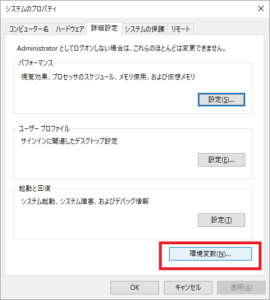 システムのプロパティ
コンピューター名 ハードウェア 詳細設定 システムの保護 リモート
Administrator としてログオンしない場合は、これらのほとんどは変更できません。
パフォーマンス
視覚効果、プロセッサのスケジュール、メモリ使用、および仮想メモリ
設定(S)...
ユーザー プロファイル
サインインに関連したデスクトップ設定
設定(E)...
起動と回復
システム起動、システム障害、およびデバッグ情報
設定(T)
環境変数(N)...
OK キャンセル 適用(A)